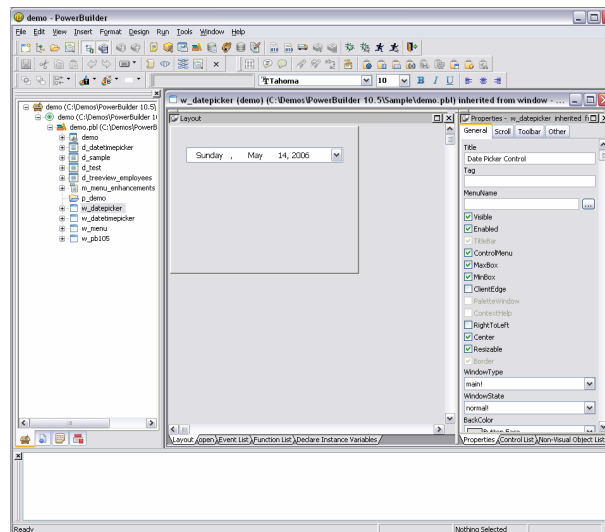 demo - PowerBuilder
File Edit View Insert Format Design Run Tools Window Help
Tahoma 10 B I U
demo (C:\Demos\PowerBuilder 10.5)
demo (C:\Demos\PowerBuilder 1
demo.pbl (C:\Demos\PowerB
demo
d_datetimepicker
d_sample
d_test
d_treeview_employees
m_menu_enhancements
p_demo
w_datepicker
w_datetimepicker
w_menu
w_pb105
w_datepicker (demo) (C:\Demos\PowerBuilder 10.5\Sample\demo.pbl) inherited from window - ...
Layout
Sunday , May 14, 2006
Layout open Event List Function List Declare Instance Variables
Properties - w_datepicker inherited f
General Scroll Toolbar Other
Title
Date Picker Control
Tag
MenuName
...
Visible
Enabled
TitleBar
ControlMenu
MaxBox
MinBox
ClientEdge
PaletteWindow
ContextHelp
RightToLeft
Center
Resizable
Border
WindowType
main!
WindowState
normal!
BackColor
Properties Control List Non-Visual Object List
Ready
Nothing Selected